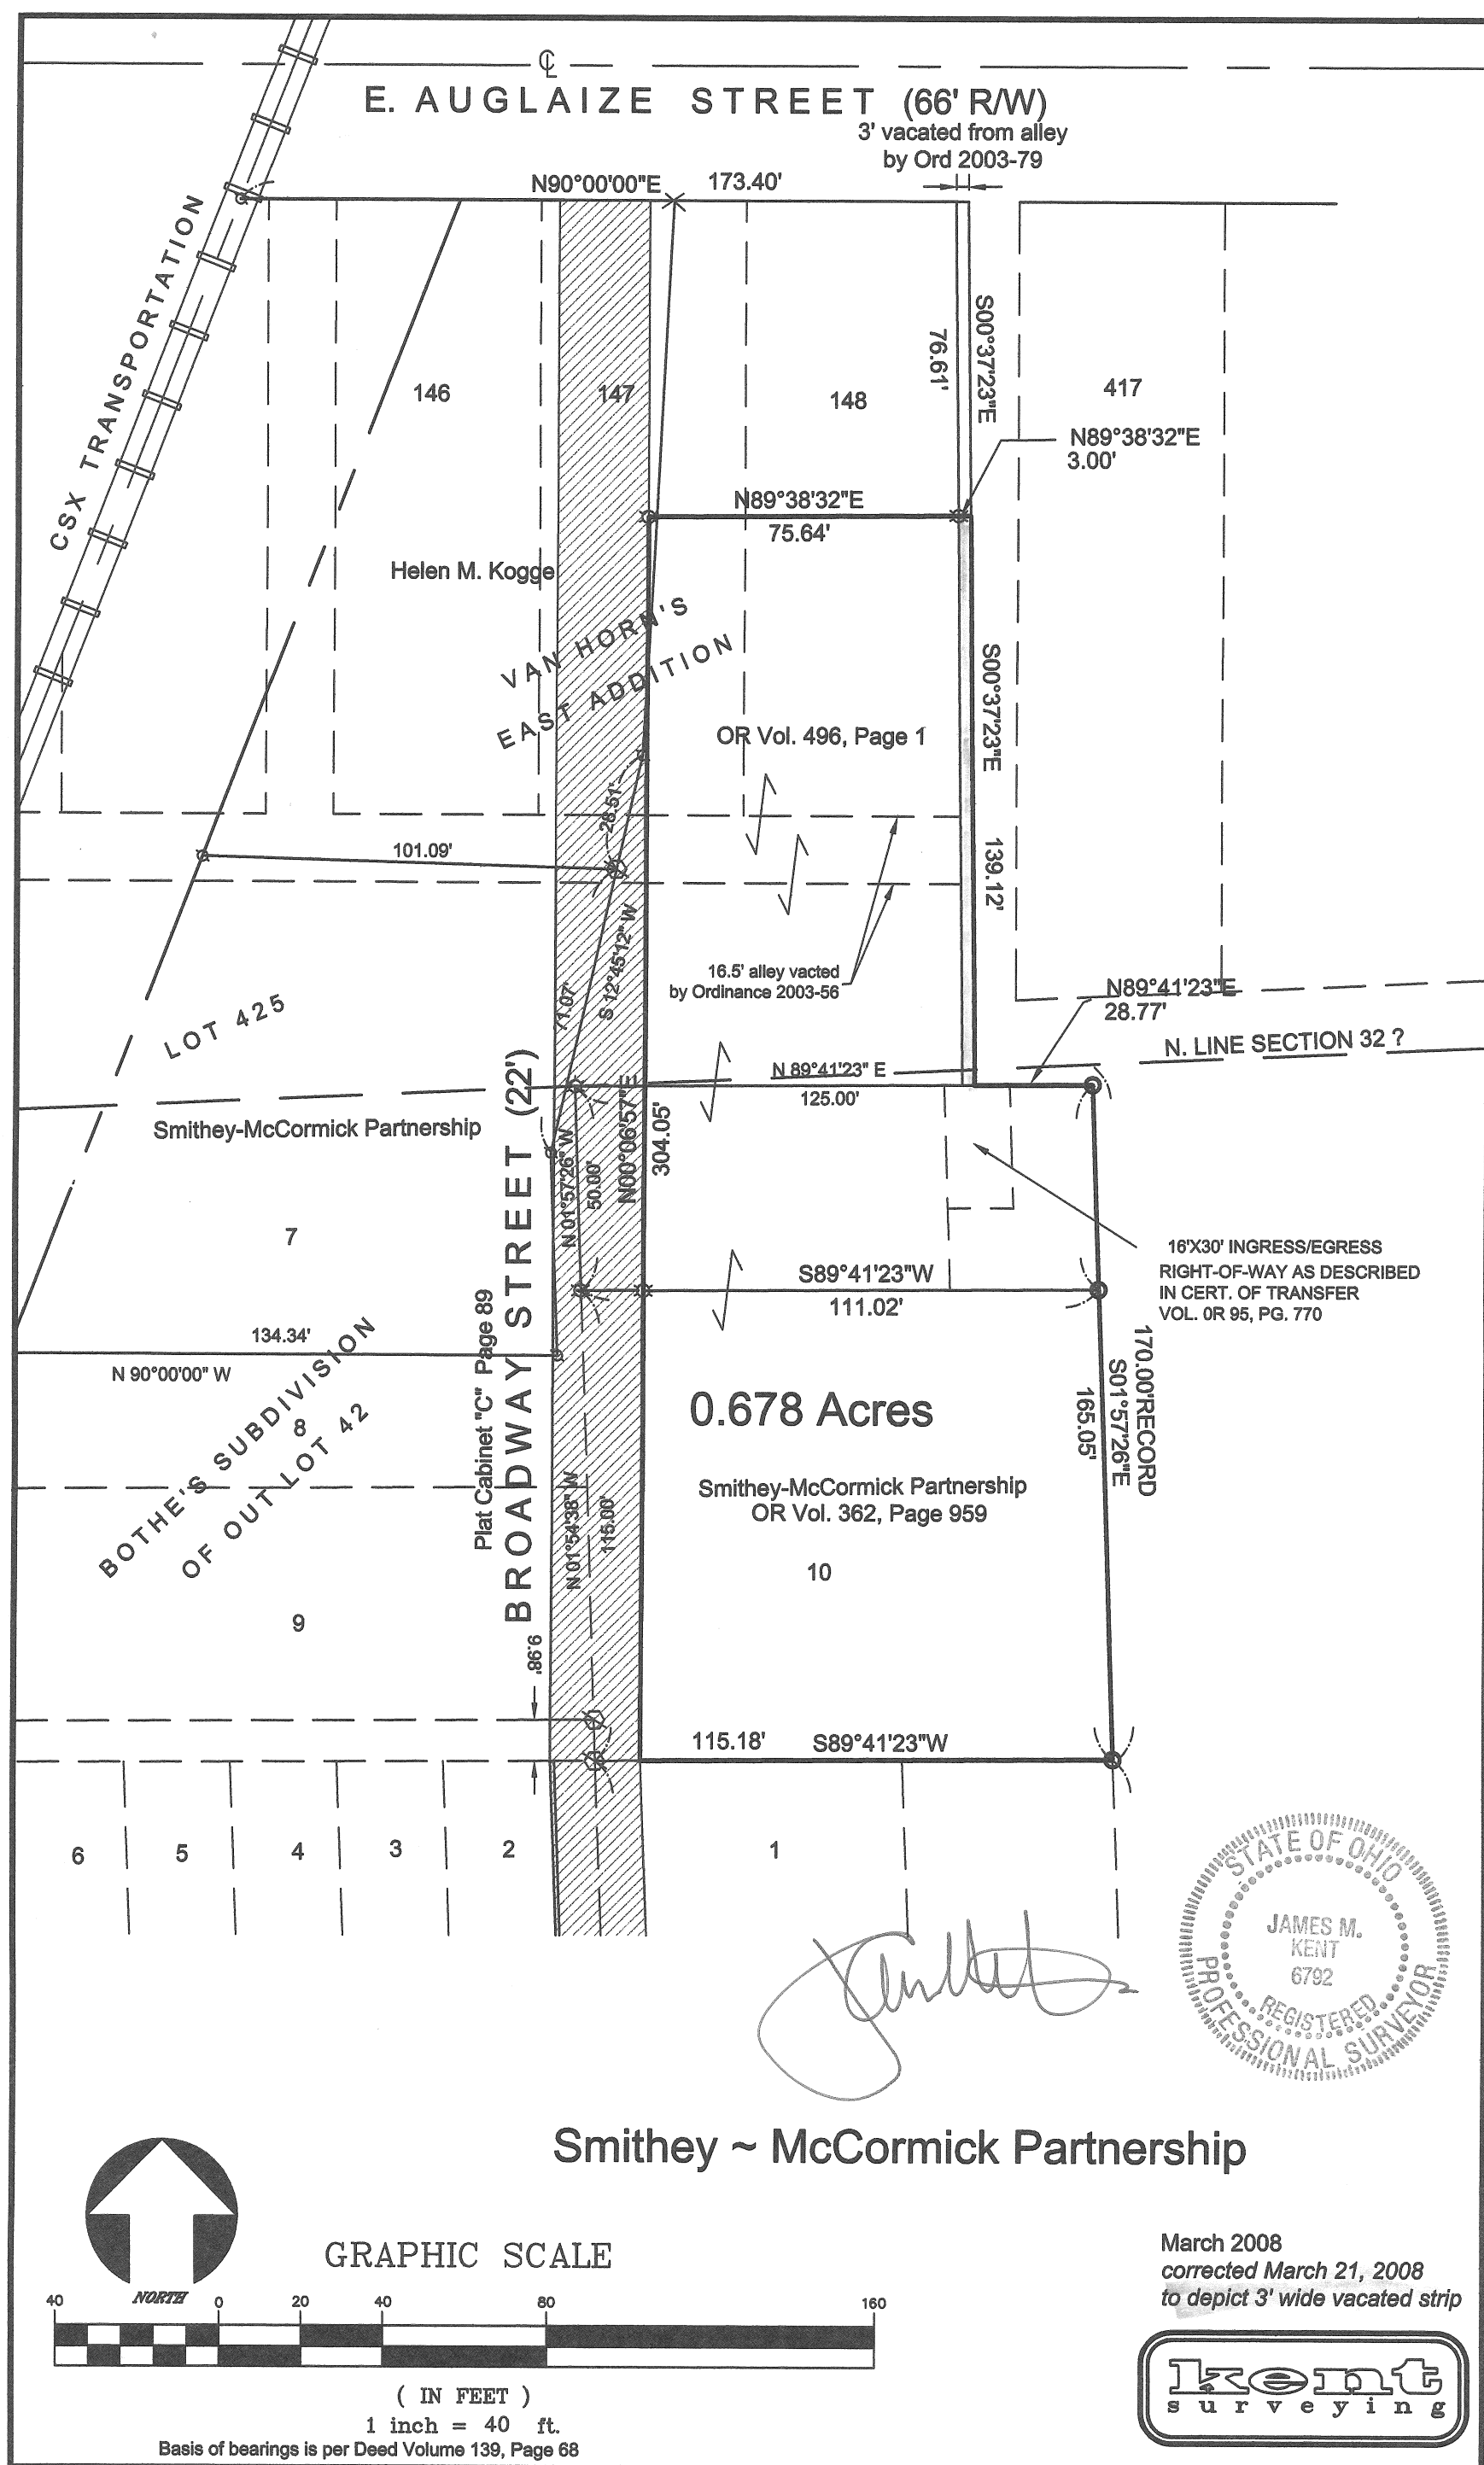 ℄
E. AUGLAIZE STREET (66' R/W)
3' vacated from alley
by Ord 2003-79
N90°00'00"E 173.40'
CSX TRANSPORTATION
146
147
148
417
76.61'
S00°37'23"E
N89°38'32"E
3.00'
N89°38'32"E
75.64'
Helen M. Kogge
VAN HORN'S
EAST ADDITION
OR Vol. 496, Page 1
S00°37'23"E
139.12'
28.51'
101.09'
S 12°45'12" W
71.07'
16.5' alley vacted
by Ordinance 2003-56
LOT 425
N89°41'23"E
28.77'
N. LINE SECTION 32 ?
N 89°41'23" E
125.00'
Smithey-McCormick Partnership
N 01°57'26" W
50.00'
N00°06'57"E
304.05'
7
16'X30' INGRESS/EGRESS
RIGHT-OF-WAY AS DESCRIBED
IN CERT. OF TRANSFER
VOL. 0R 95, PG. 770
S89°41'23"W
111.02'
134.34'
N 90°00'00" W
BOTHE'S SUBDIVISION
8
OF OUT LOT 42
Plat Cabinet "C" Page 89
BROADWAY STREET (22')
170.00'RECORD
S01°57'26"E
165.05'
0.678 Acres
Smithey-McCormick Partnership
OR Vol. 362, Page 959
10
N 01°54'38" W
115.00'
9
9.98'
115.18' S89°41'23"W
6
5
4
3
2
1
STATE OF OHIO
JAMES M.
KENT
6792
REGISTERED
PROFESSIONAL SURVEYOR
Smithey ~ McCormick Partnership
NORTH
GRAPHIC SCALE
40 0 20 40 80 160
( IN FEET )
1 inch = 40 ft.
Basis of bearings is per Deed Volume 139, Page 68
March 2008
corrected March 21, 2008
to depict 3' wide vacated strip
kent
surveying